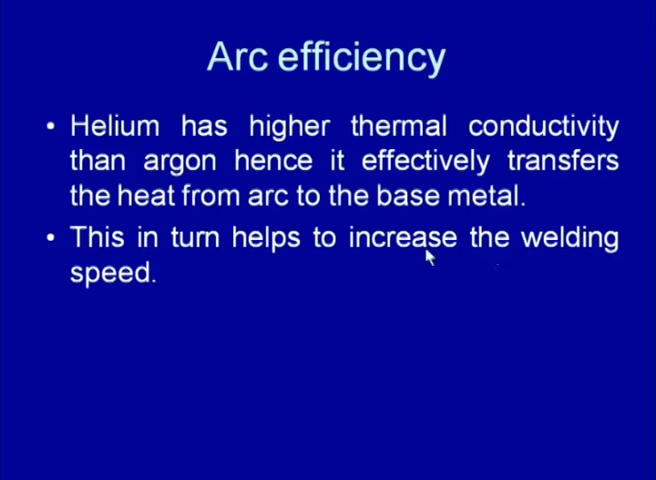 Arc efficiency
• Helium has higher thermal conductivity
than argon hence it effectively transfers
the heat from arc to the base metal.
• This in turn helps to increase the welding
speed.